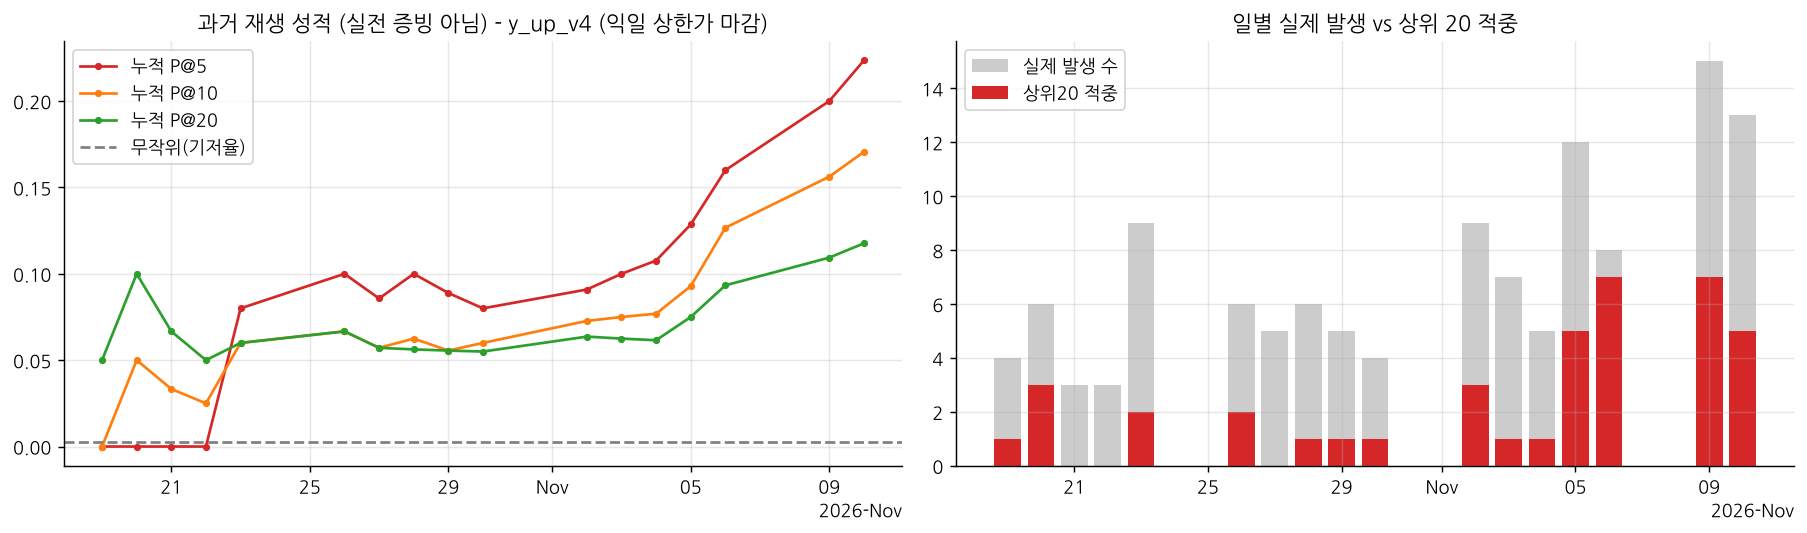 과거 재생 성적 (실전 증빙 아님) - y_up_v4 (익일 상한가 마감)
누적 P@5
누적 P@10
누적 P@20
무작위(기저율)
0.20
0.15
0.10
0.05
0.00
21 25 29 Nov 05 09
2026-Nov
일별 실제 발생 vs 상위 20 적중
실제 발생 수
상위20 적중
14
12
10
8
6
4
2
0
21 25 29 Nov 05 09
2026-Nov